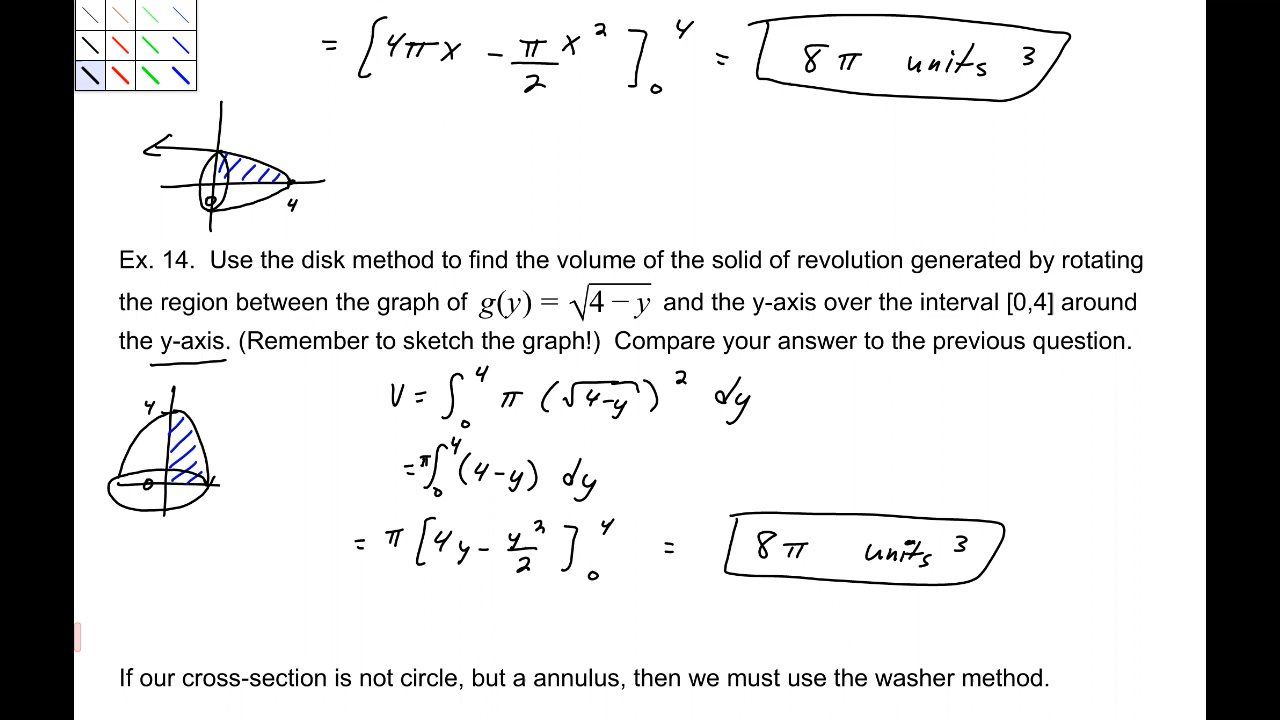 = [4πx - π/2 x²]₀⁴ = 8π units³
0 4
Ex. 14. Use the disk method to find the volume of the solid of revolution generated by rotating
the region between the graph of g(y) = √(4 − y) and the y-axis over the interval [0,4] around
the y-axis. (Remember to sketch the graph!) Compare your answer to the previous question.
4 0
V = ∫₀⁴ π (√(4-y))² dy
= π∫₀⁴ (4-y) dy
= π [4y - y²/2]₀⁴ = 8π units³
If our cross-section is not circle, but a annulus, then we must use the washer method.